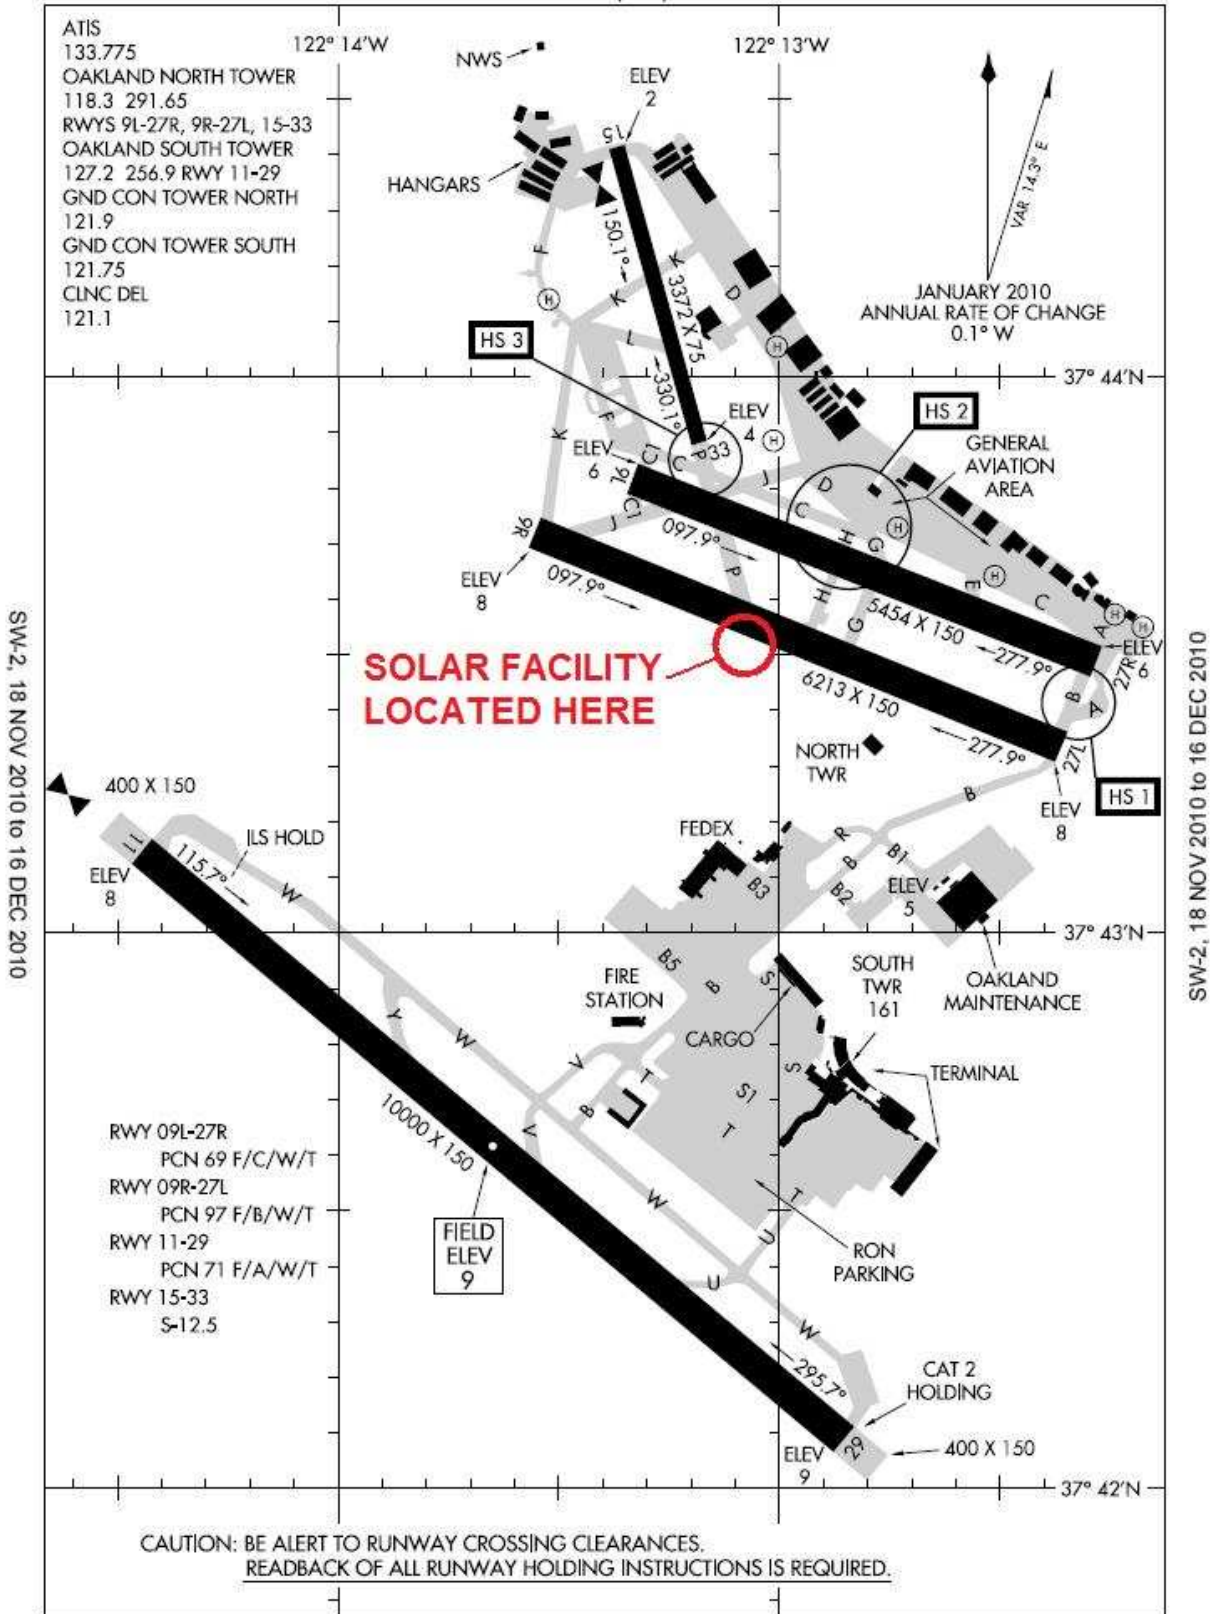 ATIS
133.775
OAKLAND NORTH TOWER
118.3 291.65
RWYS 9L-27R, 9R-27L, 15-33
OAKLAND SOUTH TOWER
127.2 256.9 RWY 11-29
GND CON TOWER NORTH
121.9
GND CON TOWER SOUTH
121.75
CLNC DEL
121.1
122° 14'W
122° 13'W
NWS
ELEV
2
15
HANGARS
VAR 14.3° E
JANUARY 2010
ANNUAL RATE OF CHANGE
0.1° W
F
K
K
D
H
L
150.1°
3372 X 75
330.1°
H
HS 3
37° 44'N
HS 2
GENERAL
AVIATION
AREA
ELEV
4
H
33
P
C
C1
F
K
ELEV
6
9L
9R
C1
J
J
D
C
H
G
H
E
H
C
H
H
A
097.9°
097.9°
ELEV
8
P
H
G
5454 X 150
277.9°
ELEV
6
27R
SOLAR FACILITY
LOCATED HERE
6213 X 150
277.9°
B
A
27L
HS 1
ELEV
8
NORTH
TWR
B
SW-2, 18 NOV 2010 to 16 DEC 2010
SW-2, 18 NOV 2010 to 16 DEC 2010
400 X 150
11
ELEV
8
115.7°
ILS HOLD
W
FEDEX
B3
R
B
B1
B2
ELEV
5
37° 43'N
B5
B
S
FIRE
STATION
CARGO
SOUTH
TWR
161
OAKLAND
MAINTENANCE
TERMINAL
Y
W
V
V
B
T
S
S1
T
10000 X 150
RWY 09L-27R
PCN 69 F/C/W/T
RWY 09R-27L
PCN 97 F/B/W/T
RWY 11-29
PCN 71 F/A/W/T
RWY 15-33
S-12.5
FIELD
ELEV
9
W
T
U
U
RON
PARKING
W
295.7°
CAT 2
HOLDING
29
ELEV
9
400 X 150
37° 42'N
CAUTION: BE ALERT TO RUNWAY CROSSING CLEARANCES.
READBACK OF ALL RUNWAY HOLDING INSTRUCTIONS IS REQUIRED.